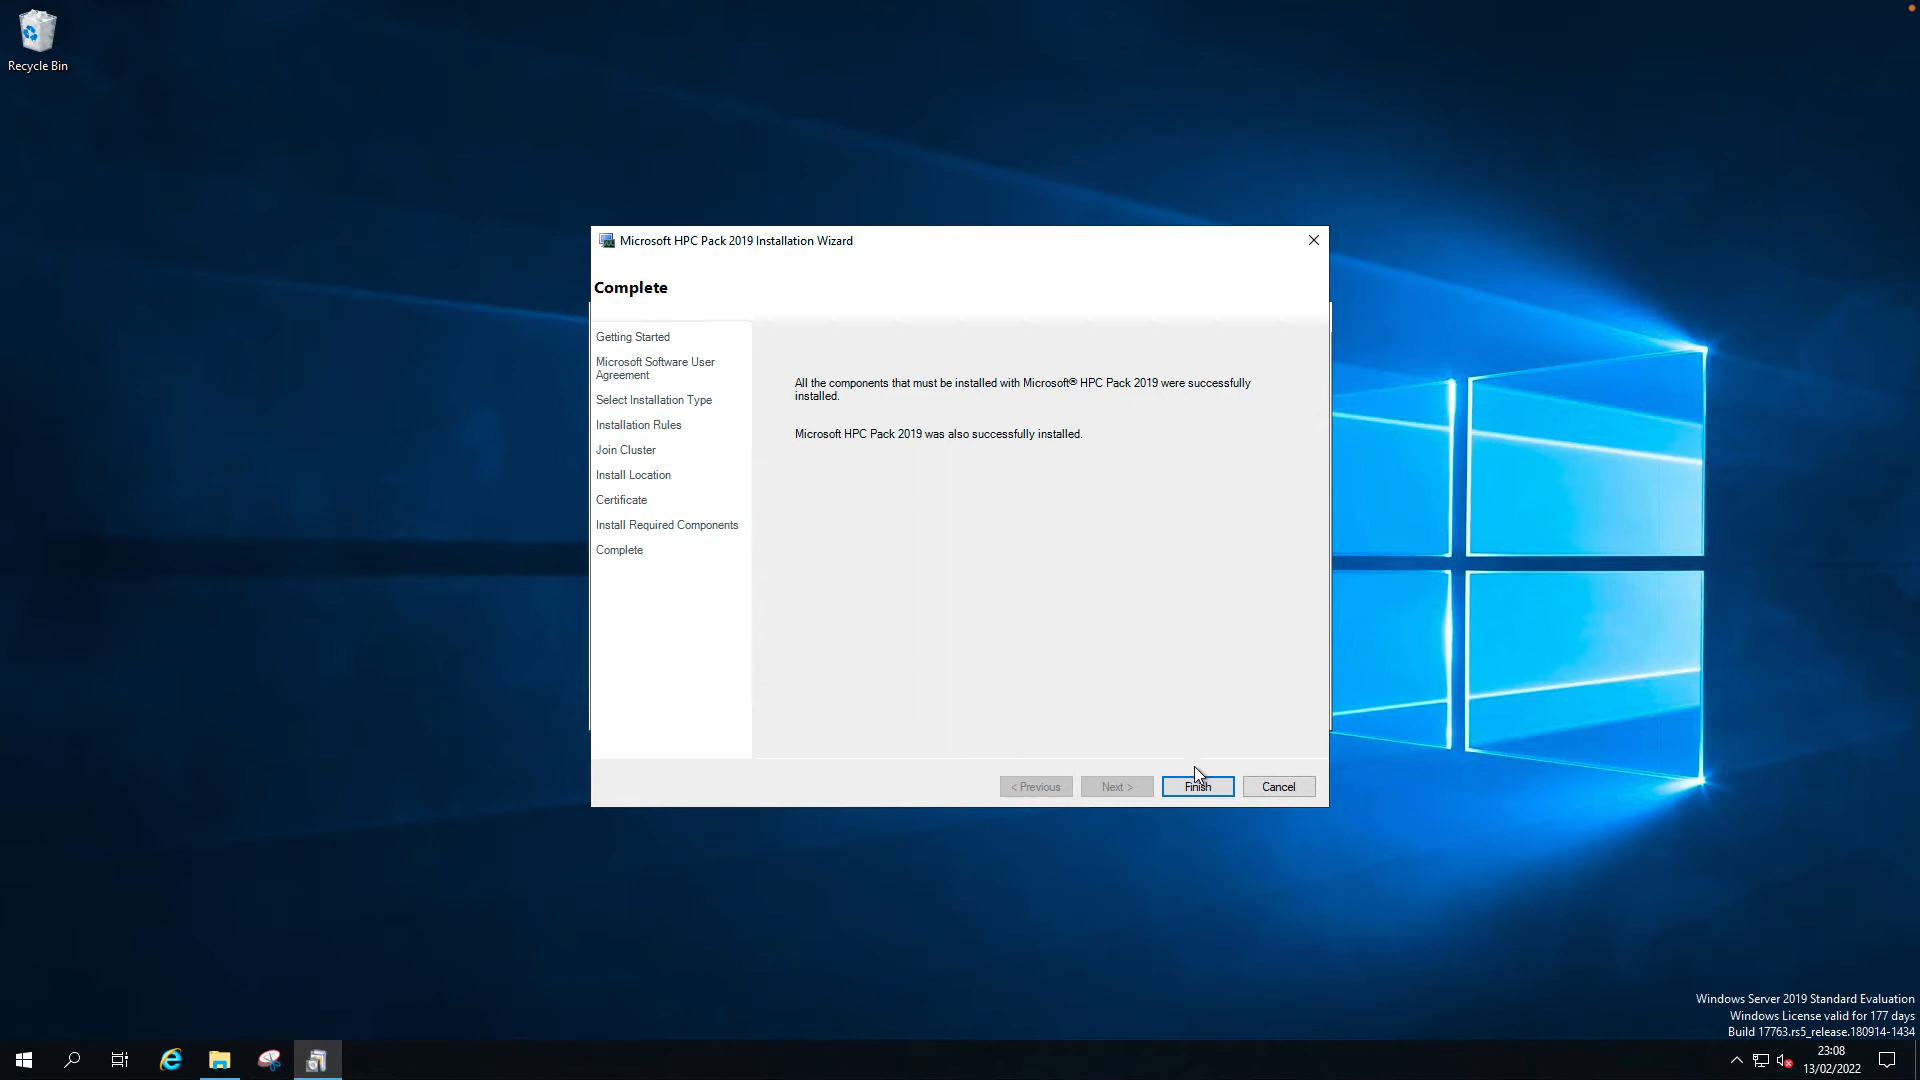 Recycle Bin
Microsoft HPC Pack 2019 Installation Wizard
Complete
Getting Started
Microsoft Software User
Agreement
Select Installation Type
Installation Rules
Join Cluster
Install Location
Certificate
Install Required Components
Complete
All the components that must be installed with Microsoft® HPC Pack 2019 were successfully
installed.
Microsoft HPC Pack 2019 was also successfully installed.
< Previous
Next >
Finish
Cancel
Windows Server 2019 Standard Evaluation
Windows License valid for 177 days
Build 17763.rs5_release.180914-1434
23:08
13/02/2022